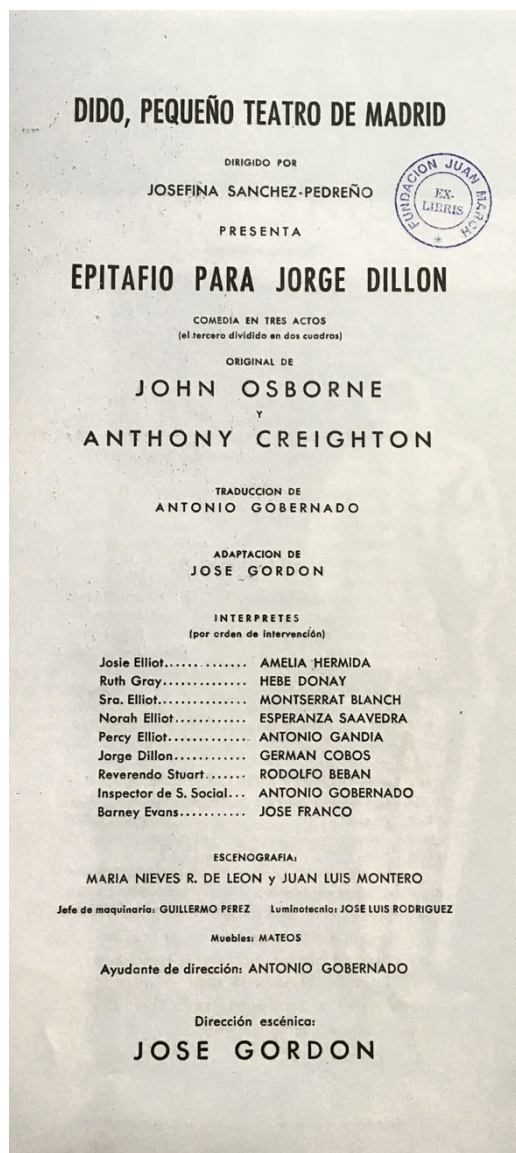 DIDO, PEQUEÑO TEATRO DE MADRID
DIRIGIDO POR
JOSEFINA SANCHEZ-PEDREÑO
FUNDACION JUAN MARCH
EX-
LIBRIS
PRESENTA
EPITAFIO PARA JORGE DILLON
COMEDIA EN TRES ACTOS
(el tercero dividido en dos cuadros)
ORIGINAL DE
JOHN OSBORNE
Y
ANTHONY CREIGHTON
TRADUCCION DE
ANTONIO GOBERNADO
ADAPTACION DE
JOSE GORDON
INTERPRETES
(por orden de intervención)
Josie Elliot.............. AMELIA HERMIDA
Ruth Gray.............. HEBE DONAY
Sra. Elliot............... MONTSERRAT BLANCH
Norah Elliot............ ESPERANZA SAAVEDRA
Percy Elliot............. ANTONIO GANDIA
Jorge Dillon............ GERMAN COBOS
Reverendo Stuart....... RODOLFO BEBAN
Inspector de S. Social... ANTONIO GOBERNADO
Barney Evans........... JOSE FRANCO
ESCENOGRAFIA:
MARIA NIEVES R. DE LEON y JUAN LUIS MONTERO
Jefe de maquinaria: GUILLERMO PEREZ Luminotecnia: JOSE LUIS RODRIGUEZ
Muebles: MATEOS
Ayudante de dirección: ANTONIO GOBERNADO
Dirección escénica:
JOSE GORDON